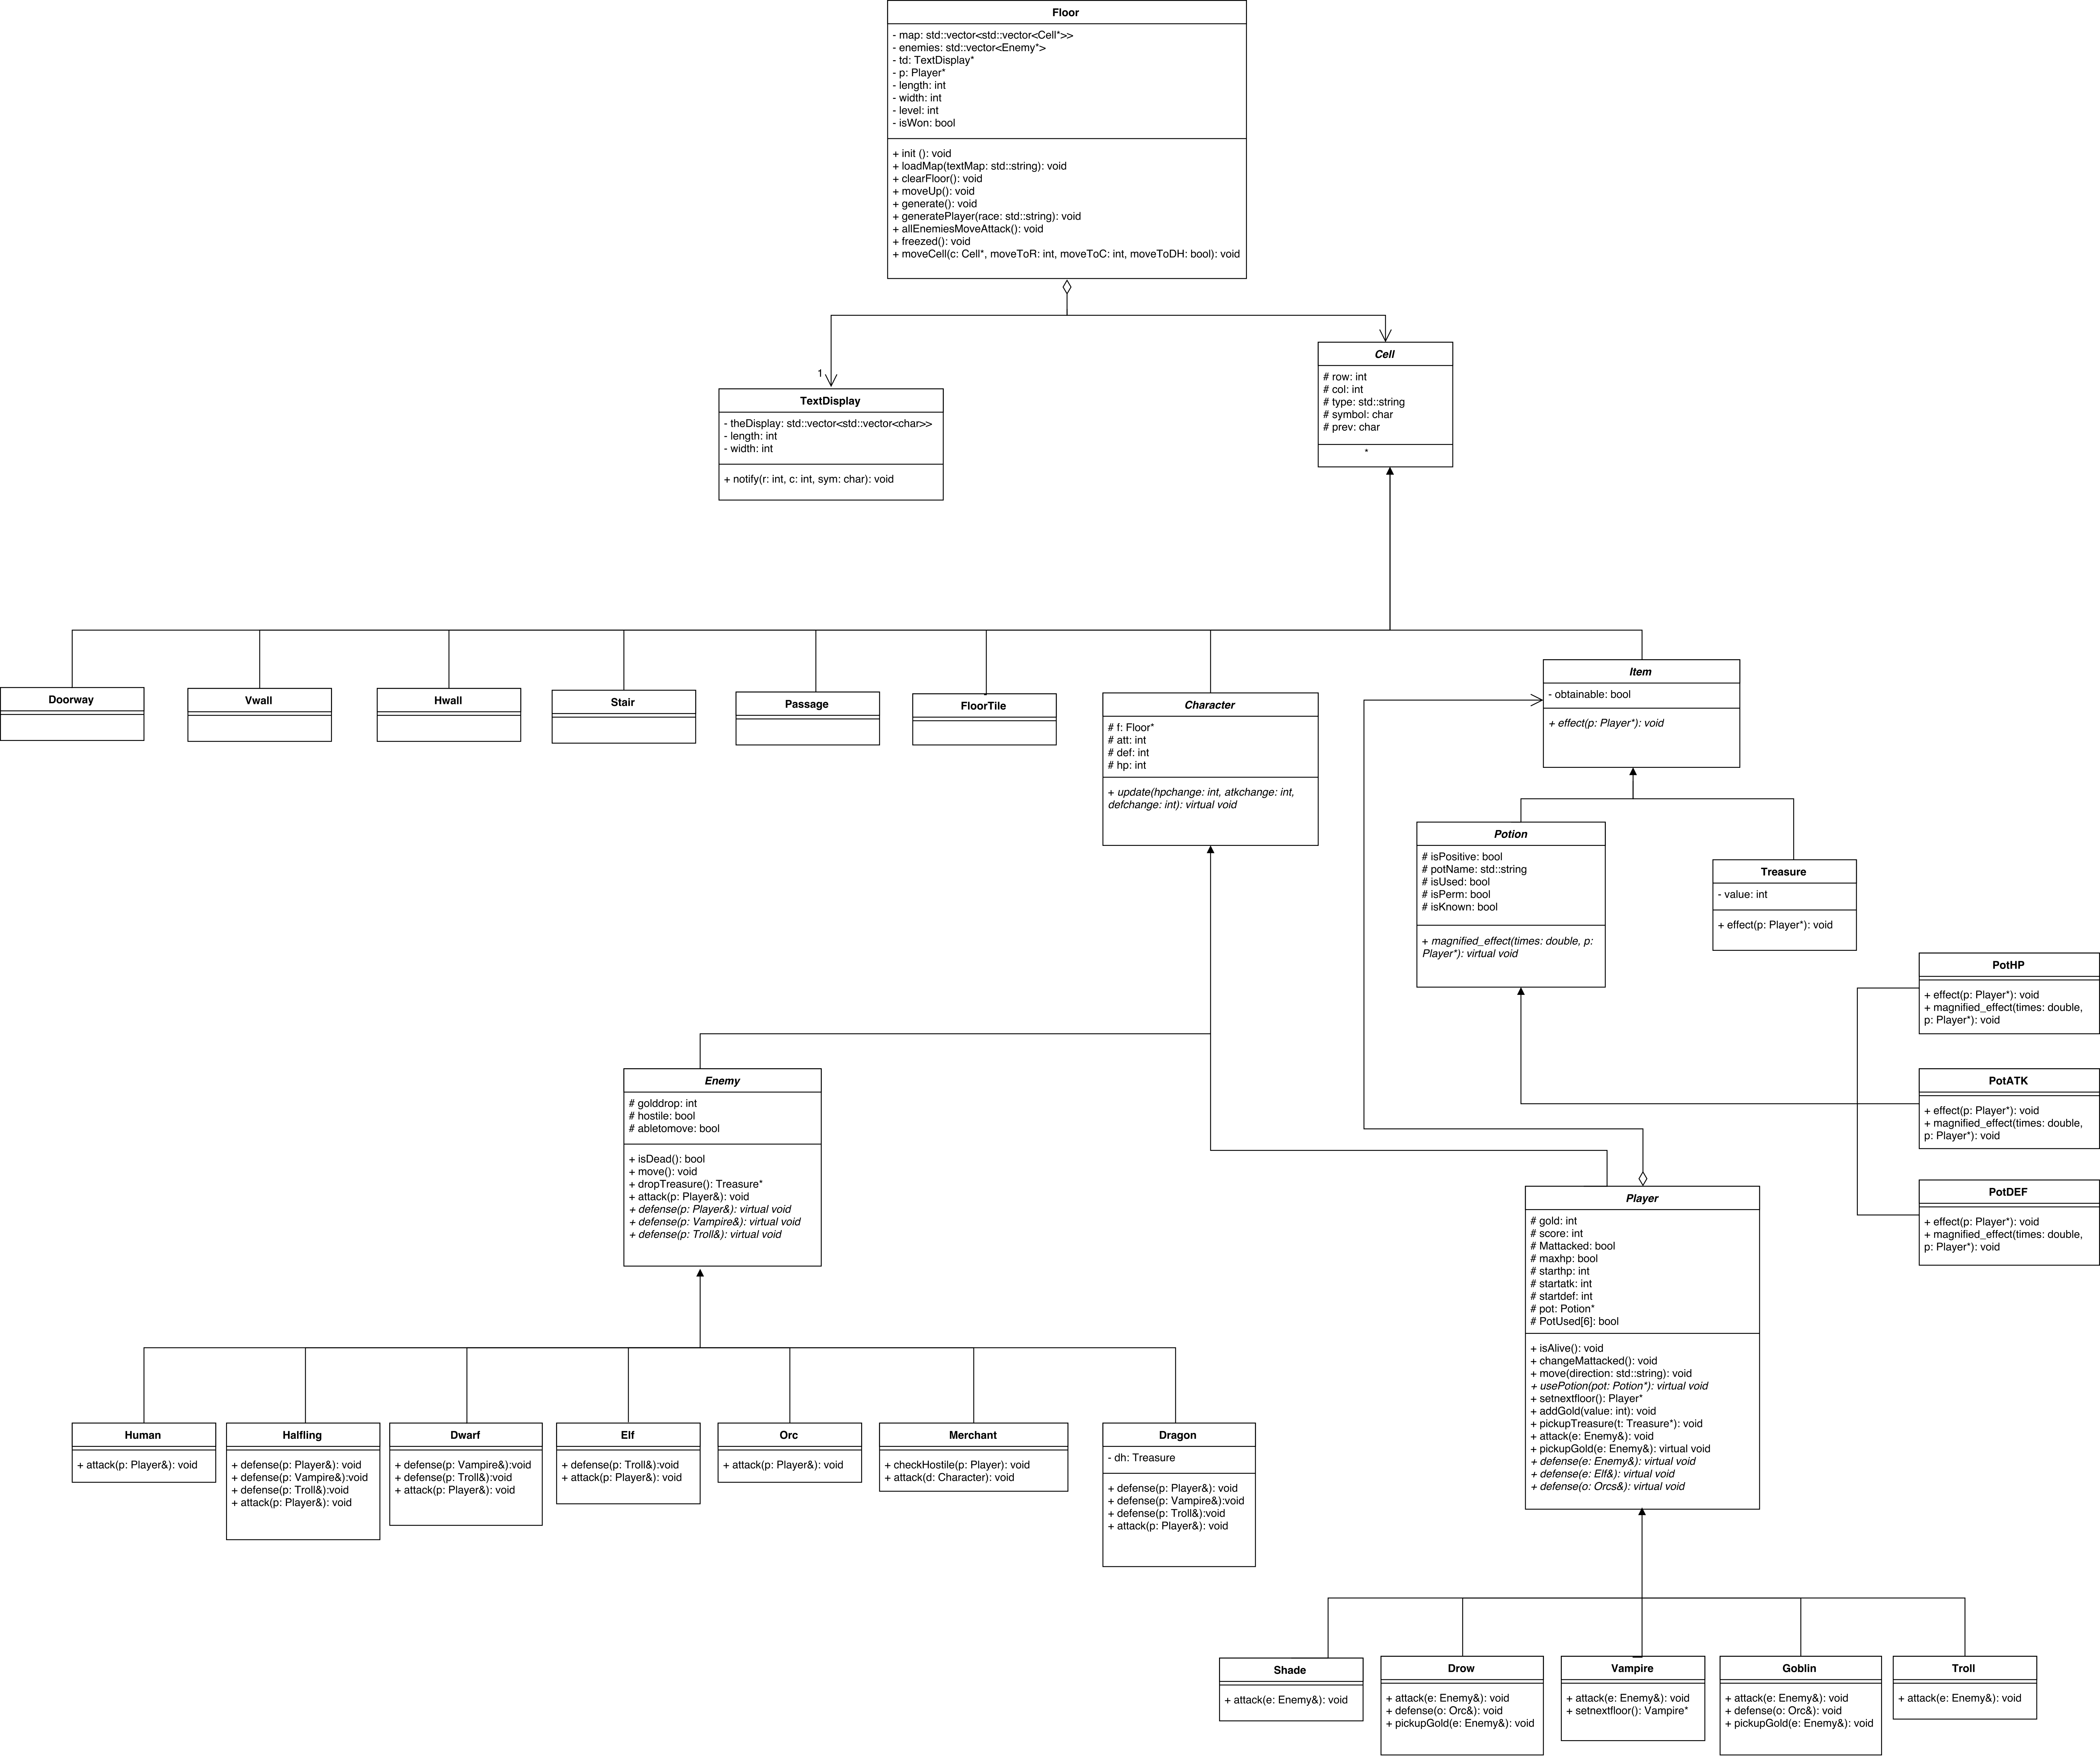 Floor
- map: std::vector<std::vector<Cell*>>
- enemies: std::vector<Enemy*>
- td: TextDisplay*
- p: Player*
- length: int
- width: int
- level: int
- isWon: bool
+ init (): void
+ loadMap(textMap: std::string): void
+ clearFloor(): void
+ moveUp(): void
+ generate(): void
+ generatePlayer(race: std::string): void
+ allEnemiesMoveAttack(): void
+ freezed(): void
+ moveCell(c: Cell*, moveToR: int, moveToC: int, moveToDH: bool): void
1
TextDisplay
- theDisplay: std::vector<std::vector<char>>
- length: int
- width: int
+ notify(r: int, c: int, sym: char): void
Cell
# row: int
# col: int
# type: std::string
# symbol: char
# prev: char
*
Doorway
Vwall
Hwall
Stair
Passage
FloorTile
Character
# f: Floor*
# att: int
# def: int
# hp: int
+ update(hpchange: int, atkchange: int,
defchange: int): virtual void
Item
- obtainable: bool
+ effect(p: Player*): void
Potion
# isPositive: bool
# potName: std::string
# isUsed: bool
# isPerm: bool
# isKnown: bool
+ magnified_effect(times: double, p:
Player*): virtual void
Treasure
- value: int
+ effect(p: Player*): void
PotHP
+ effect(p: Player*): void
+ magnified_effect(times: double,
p: Player*): void
PotATK
+ effect(p: Player*): void
+ magnified_effect(times: double,
p: Player*): void
PotDEF
+ effect(p: Player*): void
+ magnified_effect(times: double,
p: Player*): void
Enemy
# golddrop: int
# hostile: bool
# abletomove: bool
+ isDead(): bool
+ move(): void
+ dropTreasure(): Treasure*
+ attack(p: Player&): void
+ defense(p: Player&): virtual void
+ defense(p: Vampire&): virtual void
+ defense(p: Troll&): virtual void
Player
# gold: int
# score: int
# Mattacked: bool
# maxhp: bool
# starthp: int
# startatk: int
# startdef: int
# pot: Potion*
# PotUsed[6]: bool
+ isAlive(): void
+ changeMattacked(): void
+ move(direction: std::string): void
+ usePotion(pot: Potion*): virtual void
+ setnextfloor(): Player*
+ addGold(value: int): void
+ pickupTreasure(t: Treasure*): void
+ attack(e: Enemy&): void
+ pickupGold(e: Enemy&): virtual void
+ defense(e: Enemy&): virtual void
+ defense(e: Elf&): virtual void
+ defense(o: Orcs&): virtual void
Human
+ attack(p: Player&): void
Halfling
+ defense(p: Player&): void
+ defense(p: Vampire&):void
+ defense(p: Troll&):void
+ attack(p: Player&): void
Dwarf
+ defense(p: Vampire&):void
+ defense(p: Troll&):void
+ attack(p: Player&): void
Elf
+ defense(p: Troll&):void
+ attack(p: Player&): void
Orc
+ attack(p: Player&): void
Merchant
+ checkHostile(p: Player): void
+ attack(d: Character): void
Dragon
- dh: Treasure
+ defense(p: Player&): void
+ defense(p: Vampire&):void
+ defense(p: Troll&):void
+ attack(p: Player&): void
Shade
+ attack(e: Enemy&): void
Drow
+ attack(e: Enemy&): void
+ defense(o: Orc&): void
+ pickupGold(e: Enemy&): void
Vampire
+ attack(e: Enemy&): void
+ setnextfloor(): Vampire*
Goblin
+ attack(e: Enemy&): void
+ defense(o: Orc&): void
+ pickupGold(e: Enemy&): void
Troll
+ attack(e: Enemy&): void